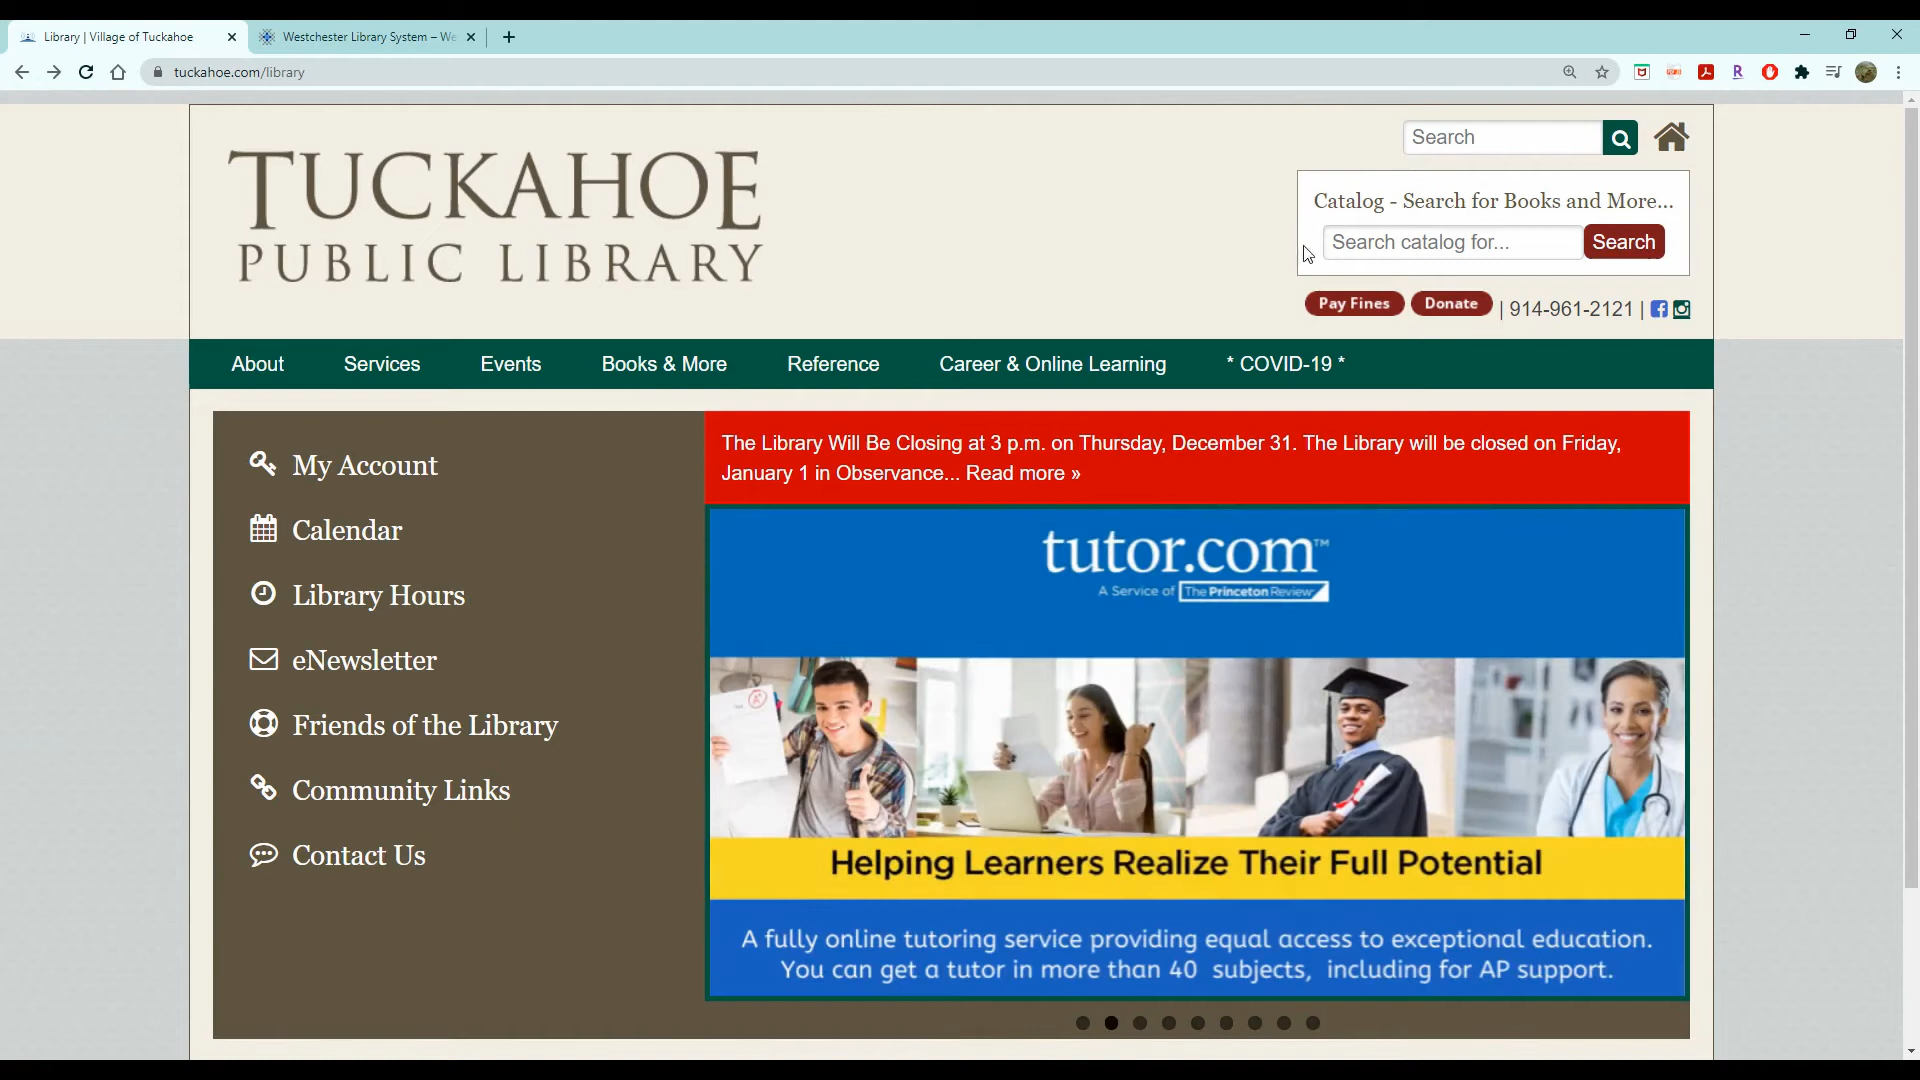 Library | Village of Tuckahoe
Westchester Library System – We
tuckahoe.com/library
TUCKAHOE
PUBLIC LIBRARY
Search
Catalog - Search for Books and More...
Search catalog for...
Search
Pay Fines
Donate
| 914-961-2121 |
About
Services
Events
Books & More
Reference
Career & Online Learning
* COVID-19 *
My Account
Calendar
Library Hours
eNewsletter
Friends of the Library
Community Links
Contact Us
The Library Will Be Closing at 3 p.m. on Thursday, December 31. The Library will be closed on Friday,
January 1 in Observance... Read more »
tutor.com™
A Service of The Princeton Review
Helping Learners Realize Their Full Potential
A fully online tutoring service providing equal access to exceptional education.
You can get a tutor in more than 40 subjects, including for AP support.